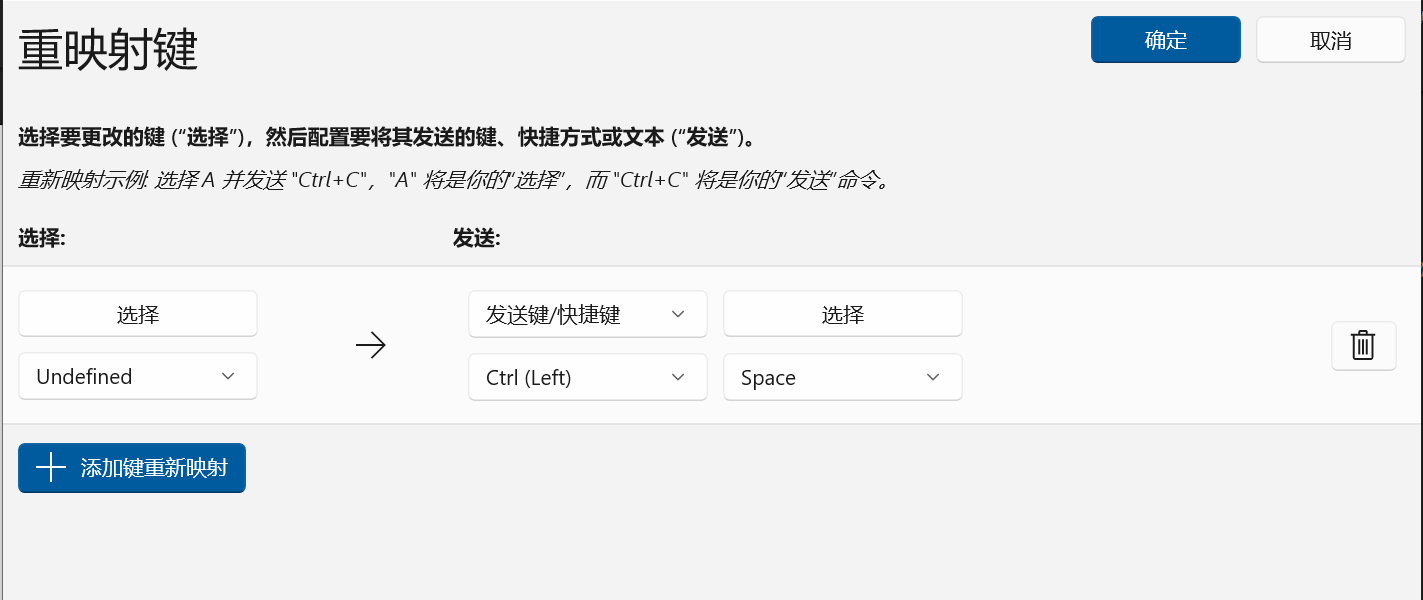 重映射键
确定
取消
选择要更改的键 (“选择”)，然后配置要将其发送的键、快捷方式或文本 (“发送”)。
重新映射示例: 选择 A 并发送 "Ctrl+C"，"A" 将是你的“选择”，而 "Ctrl+C" 将是你的“发送”命令。
选择:
发送:
选择
发送键/快捷键
选择
Undefined
Ctrl (Left)
Space
添加键重新映射